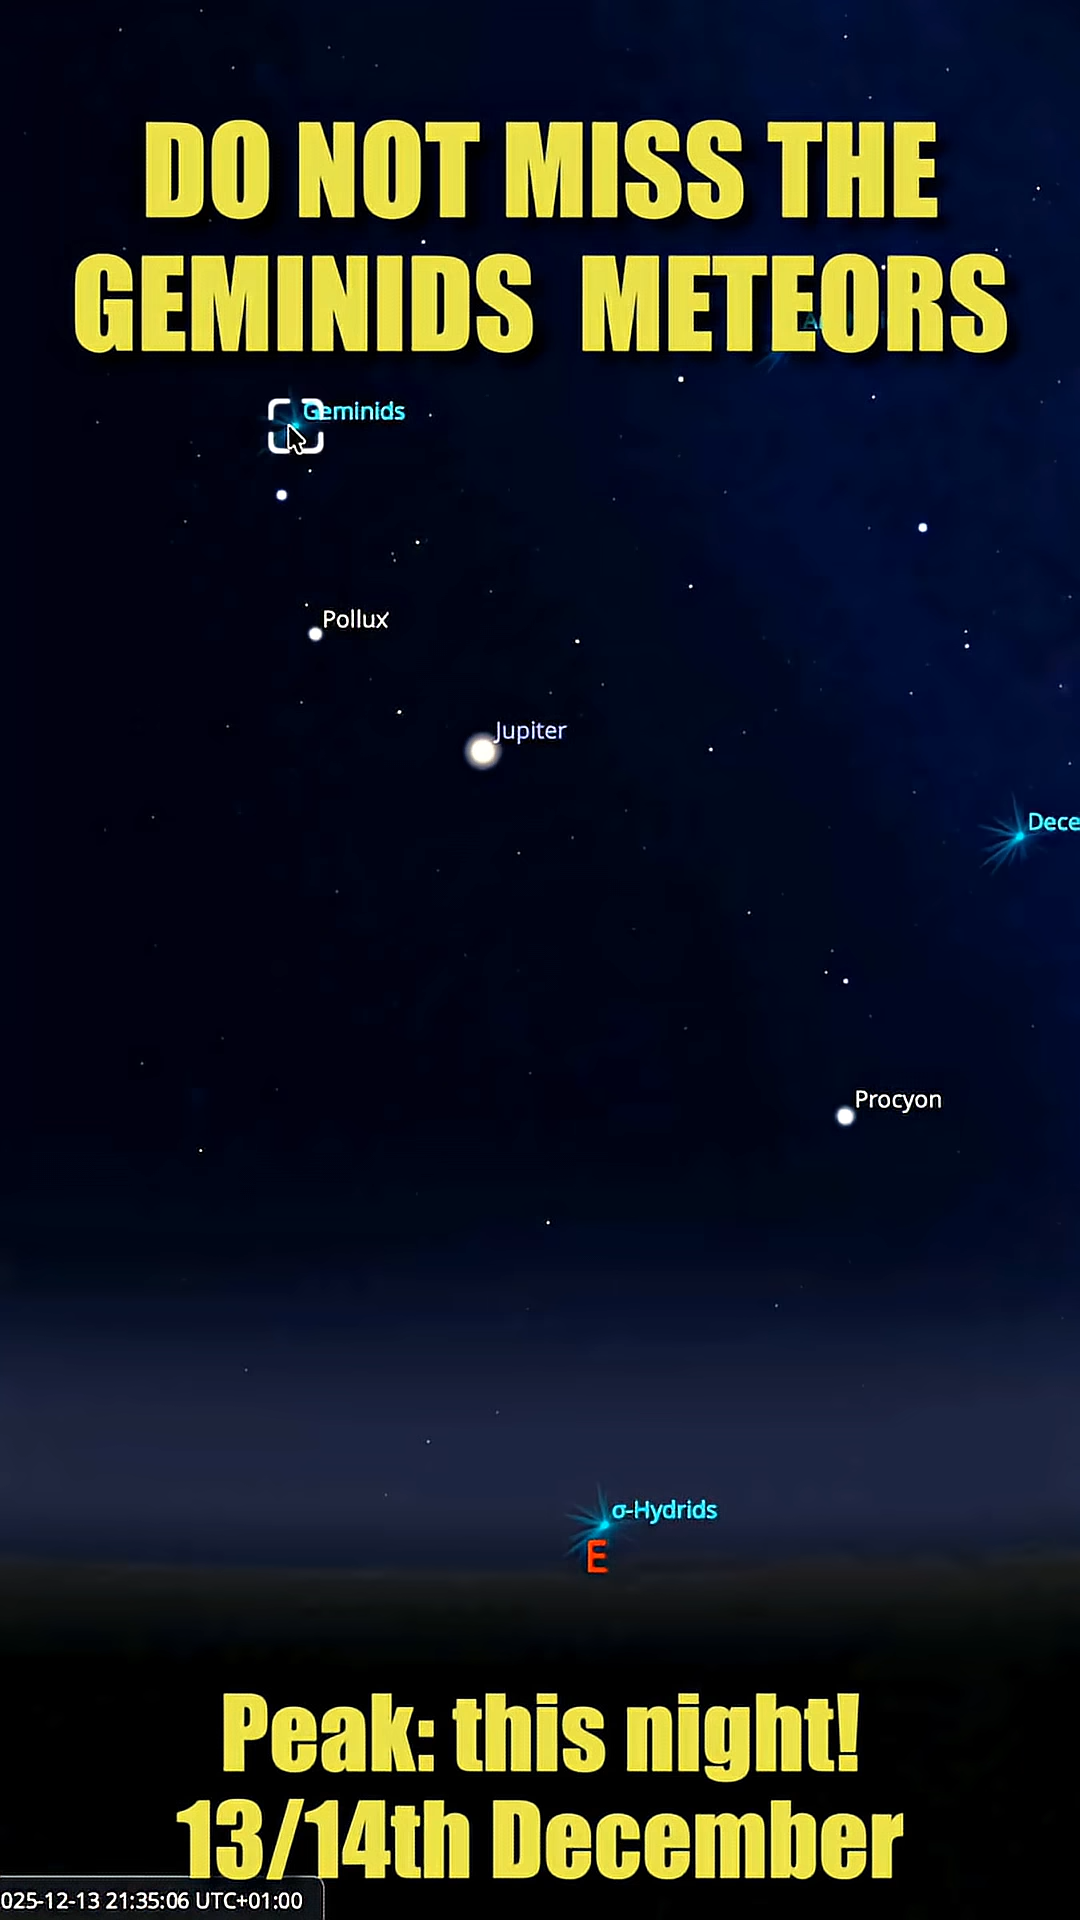 DO NOT MISS THE
GEMINIDS METEORS
Geminids
Pollux
Jupiter
Dece
Procyon
σ-Hydrids
E
Peak: this night!
13/14th December
025-12-13 21:35:06 UTC+01:00